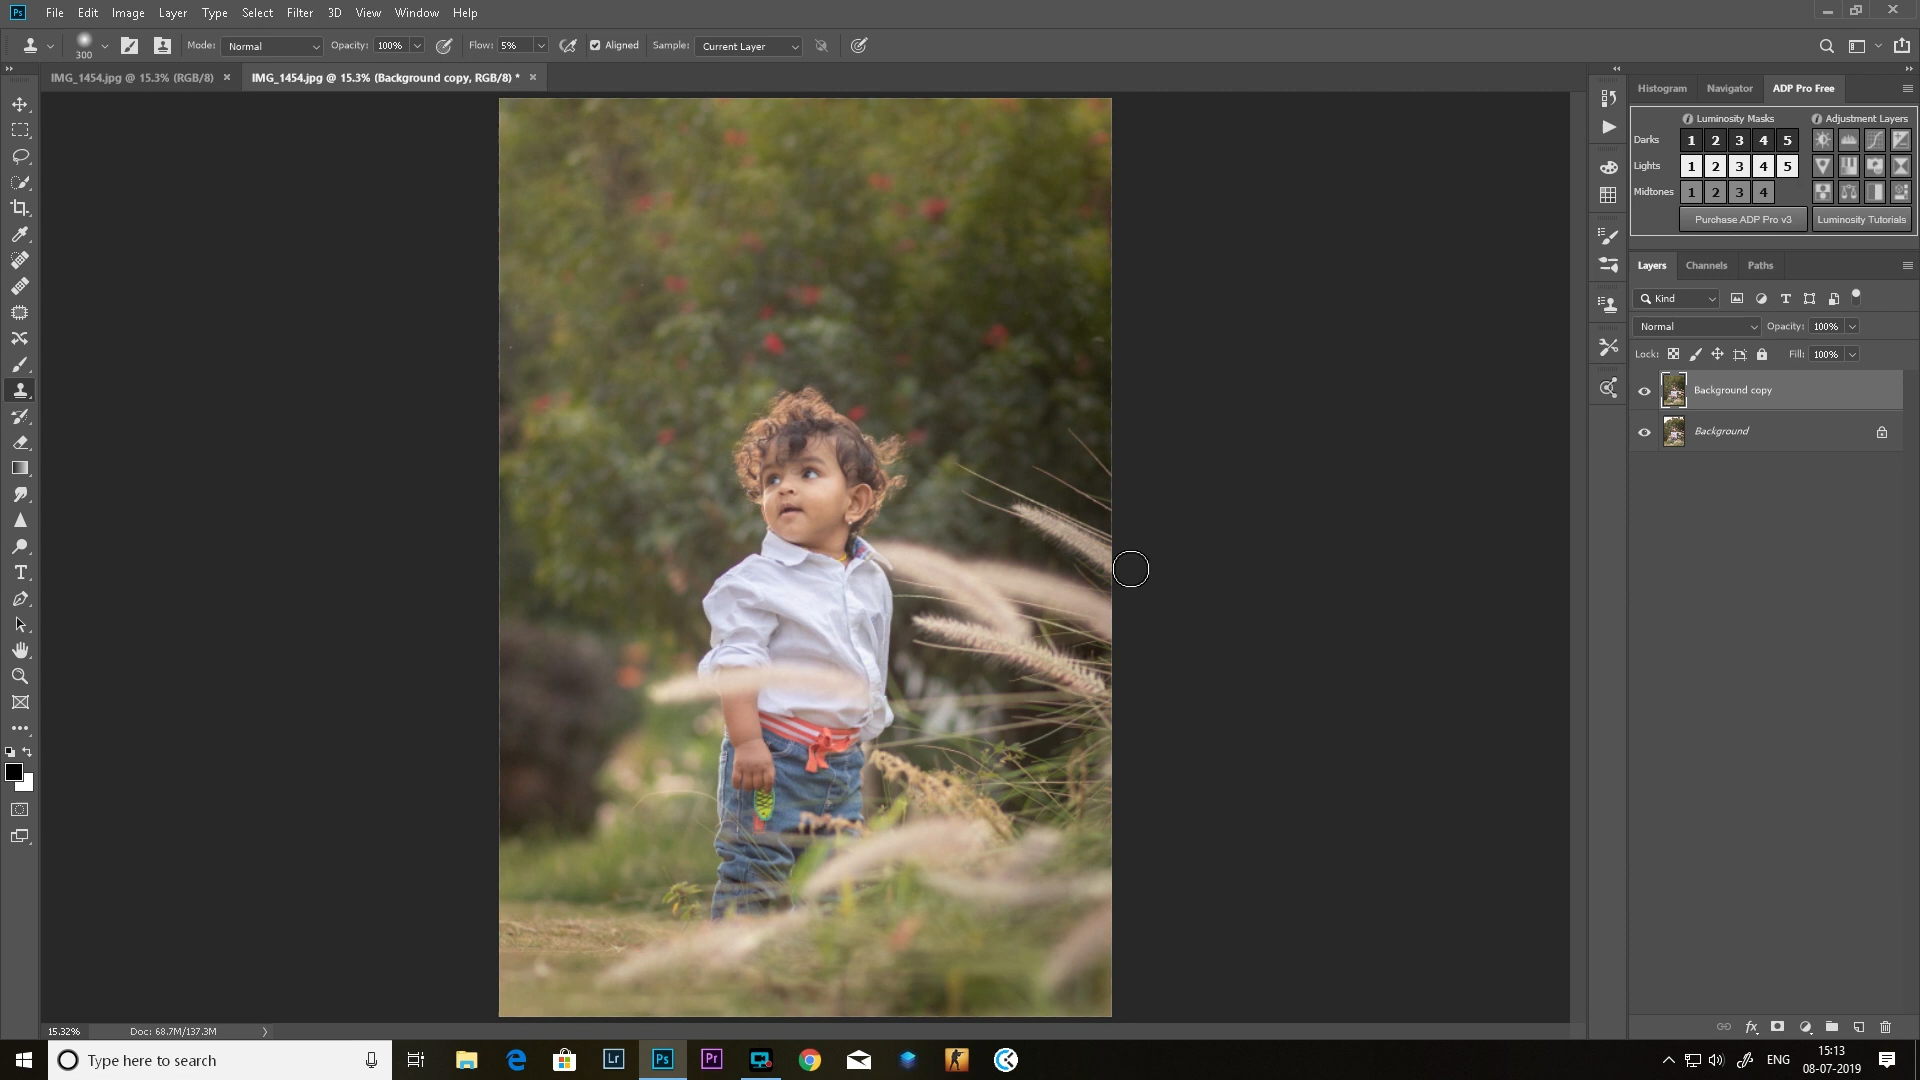 Ps File Edit Image Layer Type Select Filter 3D View Window Help
300 Mode: Normal Opacity: 100% Flow: 5% Aligned Sample: Current Layer
IMG_1454.jpg @ 15.3% (RGB/8) × IMG_1454.jpg @ 15.3% (Background copy, RGB/8) * ×
Histogram Navigator ADP Pro Free
Luminosity Masks Adjustment Layers
Darks 1 2 3 4 5
Lights 1 2 3 4 5
Midtones 1 2 3 4
Purchase ADP Pro v3 Luminosity Tutorials
Layers Channels Paths
Kind
Normal Opacity: 100%
Lock: Fill: 100%
Background copy
Background
15.32% Doc: 68.7M/137.3M
Type here to search
Lr Ps Pr
ENG
15:13
08-07-2019